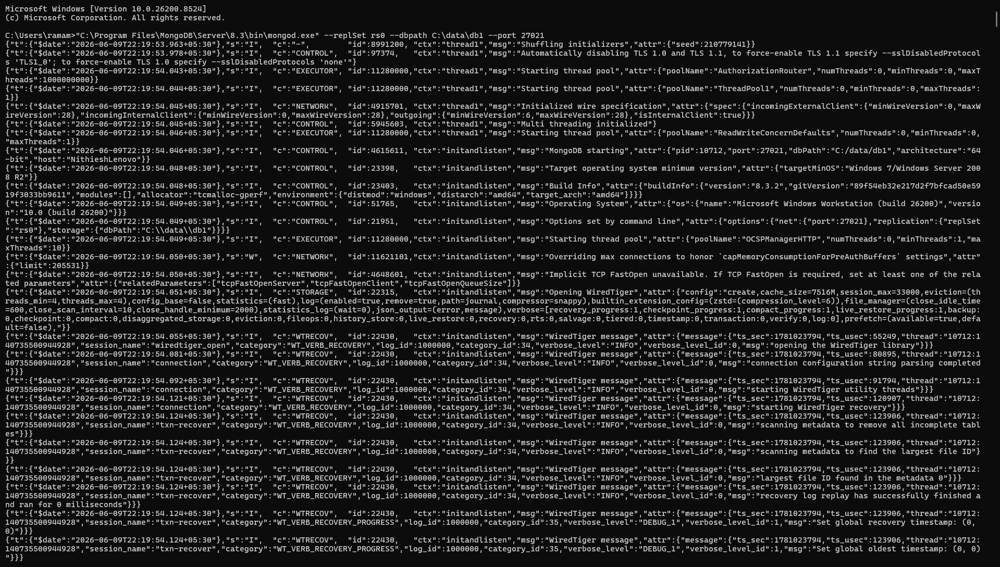 Microsoft Windows [Version 10.0.26200.8524]
(c) Microsoft Corporation. All rights reserved.
C:\Users\ramam>"C:\Program Files\MongoDB\Server\8.3\bin\mongod.exe" --replSet rs0 --dbpath C:\data\db1 --port 27021
{"t":{"$date":"2026-06-09T22:19:53.963+05:30"},"s":"I",  "c":"-",        "id":8991200, "ctx":"thread1","msg":"Shuffling initializers","attr":{"seed":210779141}}
{"t":{"$date":"2026-06-09T22:19:53.978+05:30"},"s":"I",  "c":"CONTROL",  "id":97374,   "ctx":"thread1","msg":"Automatically disabling TLS 1.0 and TLS 1.1, to force-enable TLS 1.1 specify --sslDisabledProtocol
s 'TLS1_0'; to force-enable TLS 1.0 specify --sslDisabledProtocols 'none'"}
{"t":{"$date":"2026-06-09T22:19:54.043+05:30"},"s":"I",  "c":"EXECUTOR", "id":11280000,"ctx":"thread1","msg":"Starting thread pool","attr":{"poolName":"AuthorizationRouter","numThreads":0,"minThreads":0,"maxT
hreads":1000000000}}
{"t":{"$date":"2026-06-09T22:19:54.044+05:30"},"s":"I",  "c":"EXECUTOR", "id":11280000,"ctx":"thread1","msg":"Starting thread pool","attr":{"poolName":"ThreadPool1","numThreads":0,"minThreads":0,"maxThreads":
1}}
{"t":{"$date":"2026-06-09T22:19:54.045+05:30"},"s":"I",  "c":"NETWORK",  "id":4915701, "ctx":"thread1","msg":"Initialized wire specification","attr":{"spec":{"incomingExternalClient":{"minWireVersion":0,"maxW
ireVersion":28},"incomingInternalClient":{"minWireVersion":0,"maxWireVersion":28},"outgoing":{"minWireVersion":6,"maxWireVersion":28},"isInternalClient":true}}}
{"t":{"$date":"2026-06-09T22:19:54.045+05:30"},"s":"I",  "c":"CONTROL",  "id":5945603, "ctx":"thread1","msg":"Multi threading initialized"}
{"t":{"$date":"2026-06-09T22:19:54.046+05:30"},"s":"I",  "c":"EXECUTOR", "id":11280000,"ctx":"thread1","msg":"Starting thread pool","attr":{"poolName":"ReadWriteConcernDefaults","numThreads":0,"minThreads":0,
"maxThreads":1}}
{"t":{"$date":"2026-06-09T22:19:54.046+05:30"},"s":"I",  "c":"CONTROL",  "id":4615611, "ctx":"initandlisten","msg":"MongoDB starting","attr":{"pid":10712,"port":27021,"dbPath":"C:/data/db1","architecture":"64
-bit","host":"NithieshLenovo"}}
{"t":{"$date":"2026-06-09T22:19:54.048+05:30"},"s":"I",  "c":"CONTROL",  "id":23398,   "ctx":"initandlisten","msg":"Target operating system minimum version","attr":{"targetMinOS":"Windows 7/Windows Server 200
8 R2"}}
{"t":{"$date":"2026-06-09T22:19:54.048+05:30"},"s":"I",  "c":"CONTROL",  "id":23403,   "ctx":"initandlisten","msg":"Build Info","attr":{"buildInfo":{"version":"8.3.2","gitVersion":"89f54eb32e217d2f7bfcad50e59
19f3033bb9611","modules":[],"allocator":"tcmalloc-gperf","environment":{"distmod":"windows","distarch":"amd64","target_arch":"amd64"}}}}
{"t":{"$date":"2026-06-09T22:19:54.049+05:30"},"s":"I",  "c":"CONTROL",  "id":51765,   "ctx":"initandlisten","msg":"Operating System","attr":{"os":{"name":"Microsoft Windows Workstation (build 26200)","versio
n":"10.0 (build 26200)"}}}
{"t":{"$date":"2026-06-09T22:19:54.049+05:30"},"s":"I",  "c":"CONTROL",  "id":21951,   "ctx":"initandlisten","msg":"Options set by command line","attr":{"options":{"net":{"port":27021},"replication":{"replSet
":"rs0"},"storage":{"dbPath":"C:\\data\\db1"}}}}
{"t":{"$date":"2026-06-09T22:19:54.049+05:30"},"s":"I",  "c":"EXECUTOR", "id":11280000,"ctx":"initandlisten","msg":"Starting thread pool","attr":{"poolName":"OCSPManagerHTTP","numThreads":0,"minThreads":1,"ma
xThreads":10}}
{"t":{"$date":"2026-06-09T22:19:54.050+05:30"},"s":"W",  "c":"NETWORK",  "id":11621101,"ctx":"initandlisten","msg":"Overriding max connections to honor `capMemoryConsumptionForPreAuthBuffers` settings","attr"
:{"limit":205531}}
{"t":{"$date":"2026-06-09T22:19:54.050+05:30"},"s":"I",  "c":"NETWORK",  "id":4648601, "ctx":"initandlisten","msg":"Implicit TCP FastOpen unavailable. If TCP FastOpen is required, set at least one of the rela
ted parameters","attr":{"relatedParameters":["tcpFastOpenServer","tcpFastOpenClient","tcpFastOpenQueueSize"]}}
{"t":{"$date":"2026-06-09T22:19:54.051+05:30"},"s":"I",  "c":"STORAGE",  "id":22315,   "ctx":"initandlisten","msg":"Opening WiredTiger","attr":{"config":"create,cache_size=7516M,session_max=33000,eviction=(th
reads_min=4,threads_max=4),config_base=false,statistics=(fast),log=(enabled=true,remove=true,path=journal,compressor=snappy),builtin_extension_config=(zstd=(compression_level=6)),file_manager=(close_idle_time
=600,close_scan_interval=10,close_handle_minimum=2000),statistics_log=(wait=0),json_output=(error,message),verbose=[recovery_progress:1,checkpoint_progress:1,compact_progress:1,live_restore_progress:1,backup:
0,checkpoint:0,compact:0,disaggregated_storage:0,eviction:0,fileops:0,history_store:0,live_restore:0,recovery:0,rts:0,salvage:0,tiered:0,timestamp:0,transaction:0,verify:0,log:0],prefetch=(available=true,defa
ult=false),"}}
{"t":{"$date":"2026-06-09T22:19:54.055+05:30"},"s":"I",  "c":"WTRECOV",  "id":22430,   "ctx":"initandlisten","msg":"WiredTiger message","attr":{"message":{"ts_sec":1781023794,"ts_usec":55249,"thread":"10712:1
40735500944928","session_name":"wiredtiger_open","category":"WT_VERB_RECOVERY","log_id":1000000,"category_id":34,"verbose_level":"INFO","verbose_level_id":0,"msg":"opening the WiredTiger library"}}}
{"t":{"$date":"2026-06-09T22:19:54.081+05:30"},"s":"I",  "c":"WTRECOV",  "id":22430,   "ctx":"initandlisten","msg":"WiredTiger message","attr":{"message":{"ts_sec":1781023794,"ts_usec":80895,"thread":"10712:1
40735500944928","session_name":"connection","category":"WT_VERB_RECOVERY","log_id":1000000,"category_id":34,"verbose_level":"INFO","verbose_level_id":0,"msg":"connection configuration string parsing completed
"}}}
{"t":{"$date":"2026-06-09T22:19:54.092+05:30"},"s":"I",  "c":"WTRECOV",  "id":22430,   "ctx":"initandlisten","msg":"WiredTiger message","attr":{"message":{"ts_sec":1781023794,"ts_usec":91794,"thread":"10712:1
40735500944928","session_name":"connection","category":"WT_VERB_RECOVERY","log_id":1000000,"category_id":34,"verbose_level":"INFO","verbose_level_id":0,"msg":"starting WiredTiger utility threads"}}}
{"t":{"$date":"2026-06-09T22:19:54.121+05:30"},"s":"I",  "c":"WTRECOV",  "id":22430,   "ctx":"initandlisten","msg":"WiredTiger message","attr":{"message":{"ts_sec":1781023794,"ts_usec":120907,"thread":"10712:
140735500944928","session_name":"connection","category":"WT_VERB_RECOVERY","log_id":1000000,"category_id":34,"verbose_level":"INFO","verbose_level_id":0,"msg":"starting WiredTiger recovery"}}}
{"t":{"$date":"2026-06-09T22:19:54.124+05:30"},"s":"I",  "c":"WTRECOV",  "id":22430,   "ctx":"initandlisten","msg":"WiredTiger message","attr":{"message":{"ts_sec":1781023794,"ts_usec":123906,"thread":"10712:
140735500944928","session_name":"txn-recover","category":"WT_VERB_RECOVERY","log_id":1000000,"category_id":34,"verbose_level":"INFO","verbose_level_id":0,"msg":"scanning metadata to remove all incomplete tabl
es"}}}
{"t":{"$date":"2026-06-09T22:19:54.124+05:30"},"s":"I",  "c":"WTRECOV",  "id":22430,   "ctx":"initandlisten","msg":"WiredTiger message","attr":{"message":{"ts_sec":1781023794,"ts_usec":123906,"thread":"10712:
140735500944928","session_name":"txn-recover","category":"WT_VERB_RECOVERY","log_id":1000000,"category_id":34,"verbose_level":"INFO","verbose_level_id":0,"msg":"scanning metadata to find the largest file ID"}
}}
{"t":{"$date":"2026-06-09T22:19:54.124+05:30"},"s":"I",  "c":"WTRECOV",  "id":22430,   "ctx":"initandlisten","msg":"WiredTiger message","attr":{"message":{"ts_sec":1781023794,"ts_usec":123906,"thread":"10712:
140735500944928","session_name":"txn-recover","category":"WT_VERB_RECOVERY","log_id":1000000,"category_id":34,"verbose_level":"INFO","verbose_level_id":0,"msg":"largest file ID found in the metadata 0"}}}
{"t":{"$date":"2026-06-09T22:19:54.124+05:30"},"s":"I",  "c":"WTRECOV",  "id":22430,   "ctx":"initandlisten","msg":"WiredTiger message","attr":{"message":{"ts_sec":1781023794,"ts_usec":123906,"thread":"10712:
140735500944928","session_name":"txn-recover","category":"WT_VERB_RECOVERY","log_id":1000000,"category_id":34,"verbose_level":"INFO","verbose_level_id":0,"msg":"recovery log replay has successfully finished a
nd ran for 0 milliseconds"}}}
{"t":{"$date":"2026-06-09T22:19:54.124+05:30"},"s":"I",  "c":"WTRECOV",  "id":22430,   "ctx":"initandlisten","msg":"WiredTiger message","attr":{"message":{"ts_sec":1781023794,"ts_usec":123906,"thread":"10712:
140735500944928","session_name":"txn-recover","category":"WT_VERB_RECOVERY_PROGRESS","log_id":1000000,"category_id":35,"verbose_level":"DEBUG_1","verbose_level_id":1,"msg":"Set global recovery timestamp: (0,
0)"}}}
{"t":{"$date":"2026-06-09T22:19:54.124+05:30"},"s":"I",  "c":"WTRECOV",  "id":22430,   "ctx":"initandlisten","msg":"WiredTiger message","attr":{"message":{"ts_sec":1781023794,"ts_usec":123906,"thread":"10712:
140735500944928","session_name":"txn-recover","category":"WT_VERB_RECOVERY_PROGRESS","log_id":1000000,"category_id":35,"verbose_level":"DEBUG_1","verbose_level_id":1,"msg":"Set global oldest timestamp: (0, 0)
"}}}